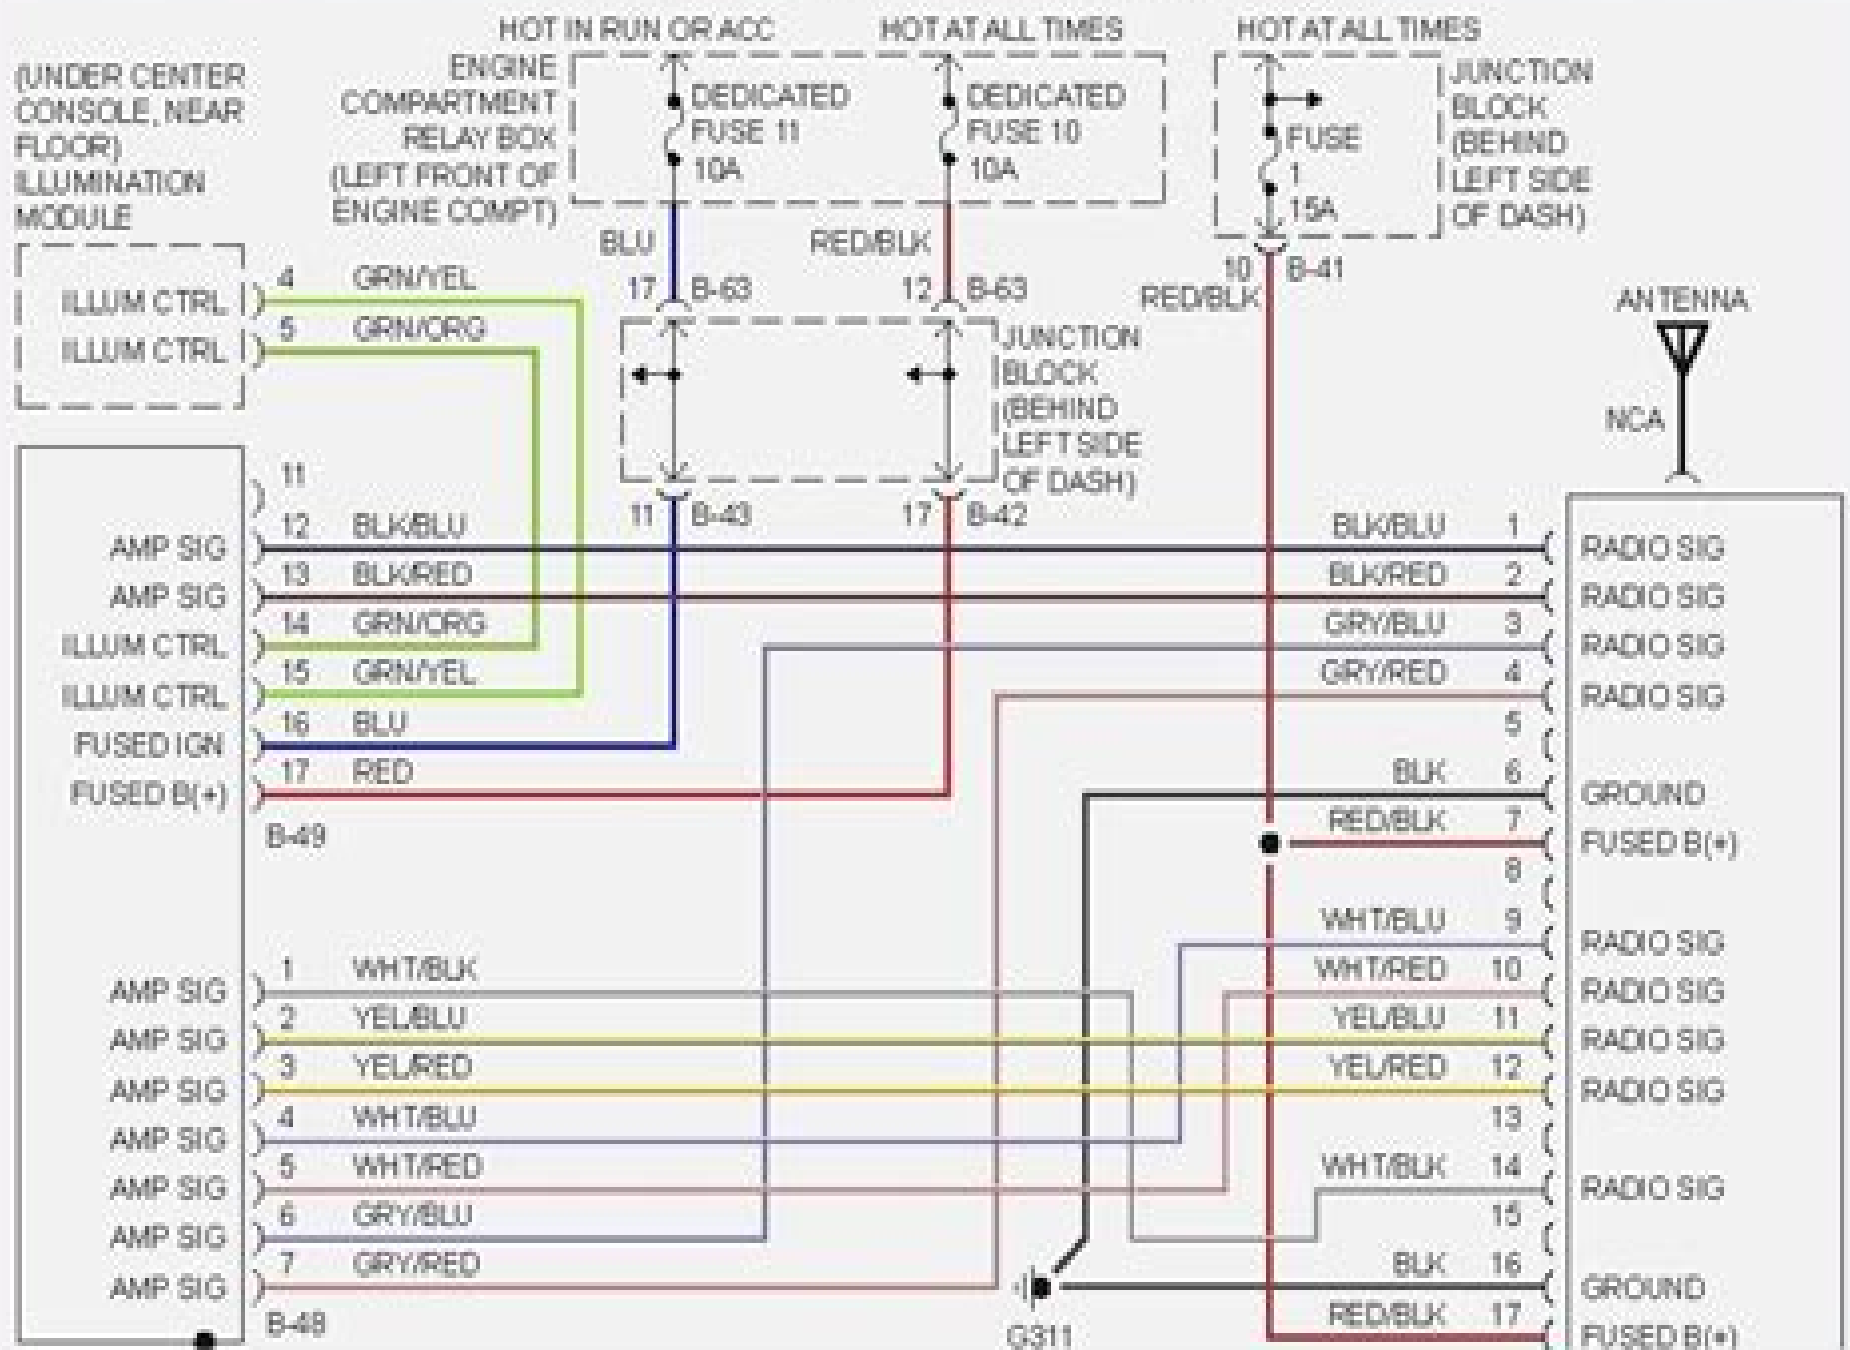 HOT IN RUN OR ACC
HOT AT ALL TIMES
HOT AT ALL TIMES
(UNDER CENTER
CONSOLE, NEAR
FLOOR)
ILLUMINATION
MODULE
ENGINE
COMPARTMENT
RELAY BOX
(LEFT FRONT OF
ENGINE COMPT)
DEDICATED
FUSE 11
10A
DEDICATED
FUSE 10
10A
FUSE
1
15A
JUNCTION
BLOCK
(BEHIND
LEFT SIDE
OF DASH)
BLU
RED/BLK
17 B-63
12 B-63
10 B-41
RED/BLK
ANTENNA
NCA
ILLUM CTRL 4 GRN/YEL
ILLUM CTRL 5 GRN/ORG
JUNCTION
BLOCK
(BEHIND
LEFT SIDE
OF DASH)
11 B-43
17 B-42
11
AMP SIG 12 BLK/BLU
AMP SIG 13 BLK/RED
ILLUM CTRL 14 GRN/ORG
ILLUM CTRL 15 GRN/YEL
FUSED IGN 16 BLU
FUSED B(+) 17 RED
B-49
AMP SIG 1 WHT/BLK
AMP SIG 2 YEL/BLU
AMP SIG 3 YEL/RED
AMP SIG 4 WHT/BLU
AMP SIG 5 WHT/RED
AMP SIG 6 GRY/BLU
AMP SIG 7 GRY/RED
B-48
G311
BLK/BLU 1 RADIO SIG
BLK/RED 2 RADIO SIG
GRY/BLU 3 RADIO SIG
GRY/RED 4 RADIO SIG
5
BLK 6 GROUND
RED/BLK 7 FUSED B(+)
8
WHT/BLU 9 RADIO SIG
WHT/RED 10 RADIO SIG
YEL/BLU 11 RADIO SIG
YEL/RED 12 RADIO SIG
13
WHT/BLK 14 RADIO SIG
15
BLK 16 GROUND
RED/BLK 17 FUSED B(+)